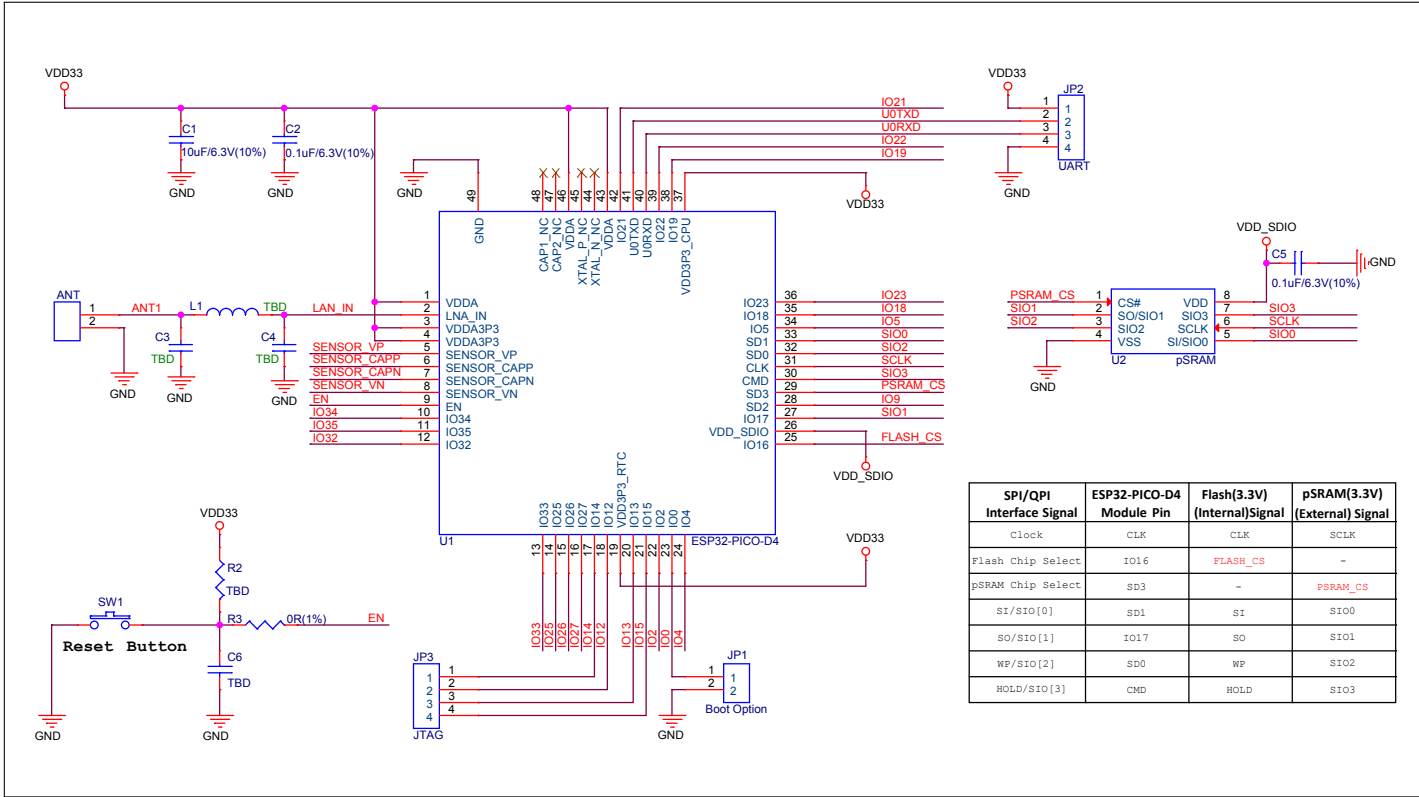 VDD33
C1
10uF/6.3V(10%)
GND
C2
0.1uF/6.3V(10%)
GND
GND
49
48
47
46
45
44
43
42
41
40
39
38
37
GND
CAP1_NC
CAP2_NC
VDDA
XTAL_P_NC
XTAL_N_NC
VDDA
IO21
U0TXD
U0RXD
IO22
IO19
VDD3P3_CPU
IO21
U0TXD
U0RXD
IO22
IO19
VDD33
VDD33
JP2
1 1
2 2
3 3
4 4
UART
GND
VDD_SDIO
C5
0.1uF/6.3V(10%)
GND
PSRAM_CS 1 CS#
SIO1 2 SO/SIO1
SIO2 3 SIO2
4 VSS
VDD 8
SIO3 7 SIO3
SCLK 6 SCLK
SI/SIO0 5 SIO0
U2
pSRAM
GND
ANT
1
2
ANT1
GND
L1
TBD
C3
TBD
GND
C4
TBD
GND
LAN_IN
1 VDDA
2 LNA_IN
3 VDDA3P3
4 VDDA3P3
SENSOR_VP 5 SENSOR_VP
SENSOR_CAPP 6 SENSOR_CAPP
SENSOR_CAPN 7 SENSOR_CAPN
SENSOR_VN 8 SENSOR_VN
EN 9 EN
IO34 10 IO34
IO35 11 IO35
IO32 12 IO32
IO23 36 IO23
IO18 35 IO18
IO5 34 IO5
SD1 33 SIO0
SD0 32 SIO2
CLK 31 SCLK
CMD 30 SIO3
SD3 29 PSRAM_CS
SD2 28 IO9
IO17 27 SIO1
VDD_SDIO 26
IO16 25 FLASH_CS
VDD_SDIO
IO33
IO25
IO26
IO27
IO14
IO12
VDD3P3_RTC
IO13
IO15
IO2
IO0
IO4
U1
ESP32-PICO-D4
13
14
15
16
17
18
19
20
21
22
23
24
VDD33
IO33
IO25
IO26
IO27
IO14
IO12
IO13
IO15
IO2
IO0
IO4
VDD33
R2
TBD
SW1
Reset Button
R3
0R(1%)
EN
C6
TBD
GND
GND
JP3
1 1
2 2
3 3
4 4
JTAG
JP1
1 1
2 2
Boot Option
GND
SPI/QPI Interface Signal ESP32-PICO-D4 Module Pin Flash(3.3V) (Internal)Signal pSRAM(3.3V) (External) Signal
Clock CLK CLK SCLK
Flash Chip Select IO16 FLASH_CS -
pSRAM Chip Select SD3 - PSRAM_CS
SI/SIO[0] SD1 SI SIO0
SO/SIO[1] IO17 SO SIO1
WP/SIO[2] SD0 WP SIO2
HOLD/SIO[3] CMD HOLD SIO3